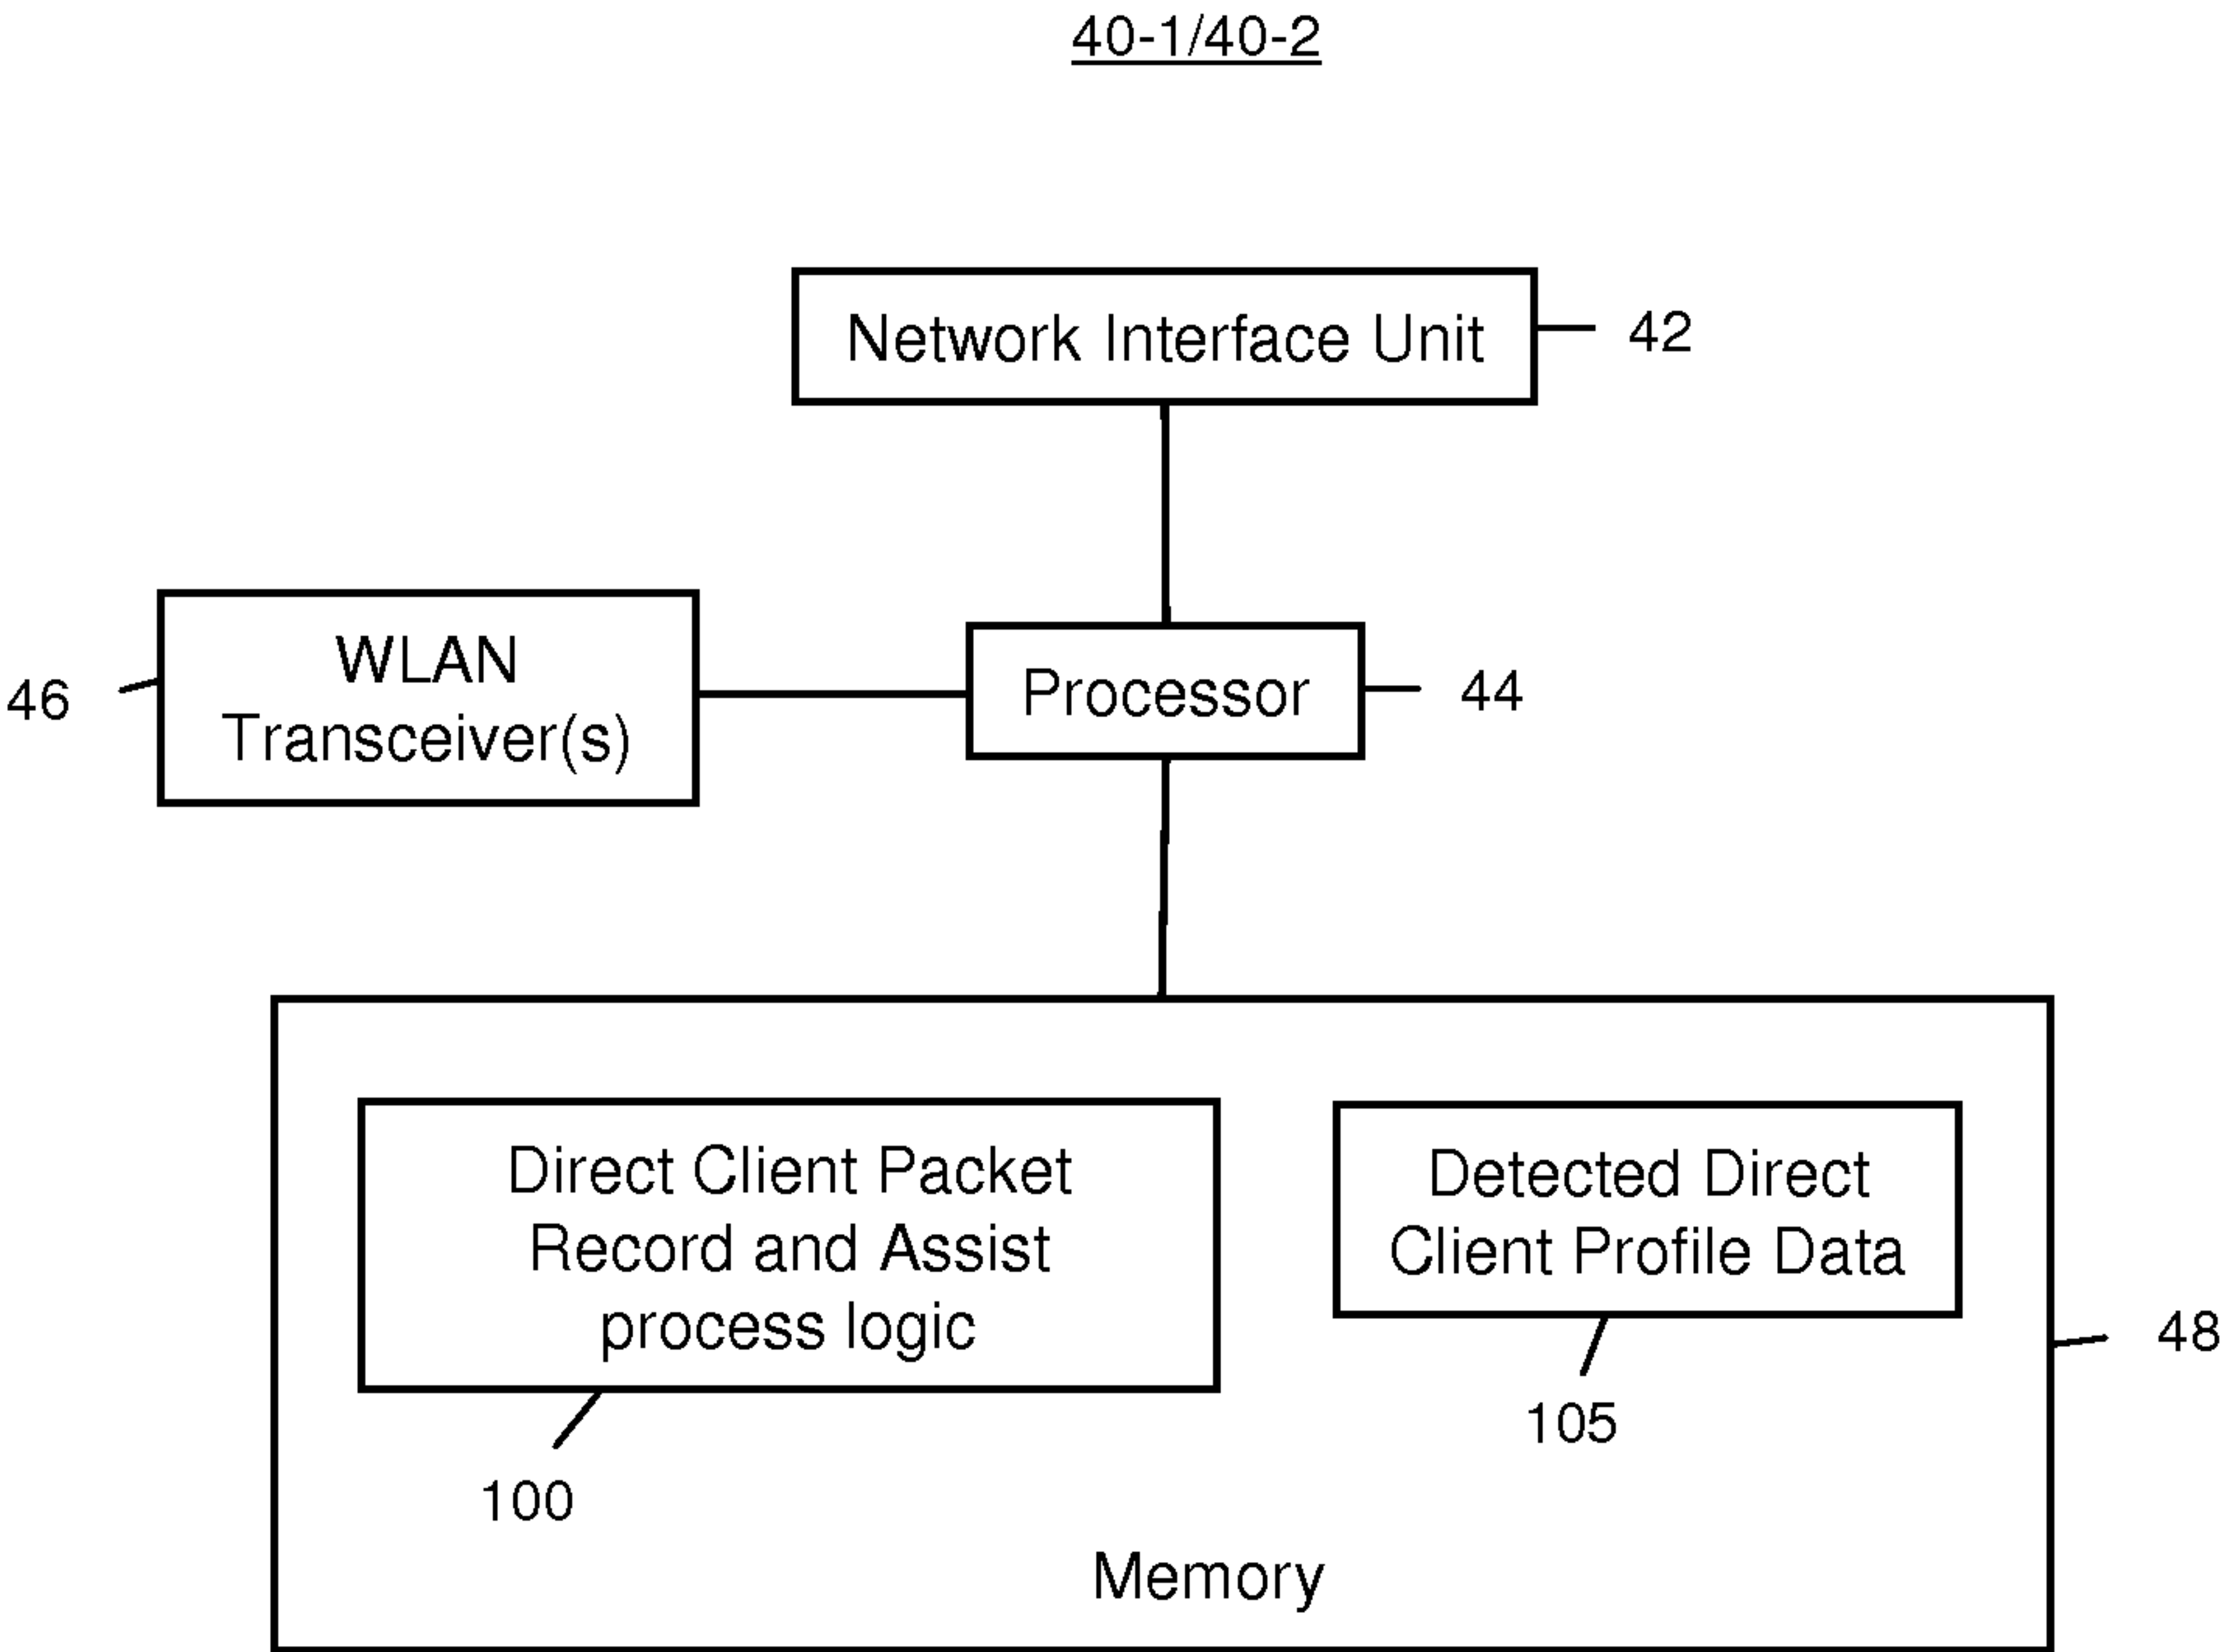 40-1/40-2
Network Interface Unit
42
WLAN
Transceiver(s)
46
Processor
44
Direct Client Packet
Record and Assist
process logic
100
Detected Direct
Client Profile Data
105
48
Memory